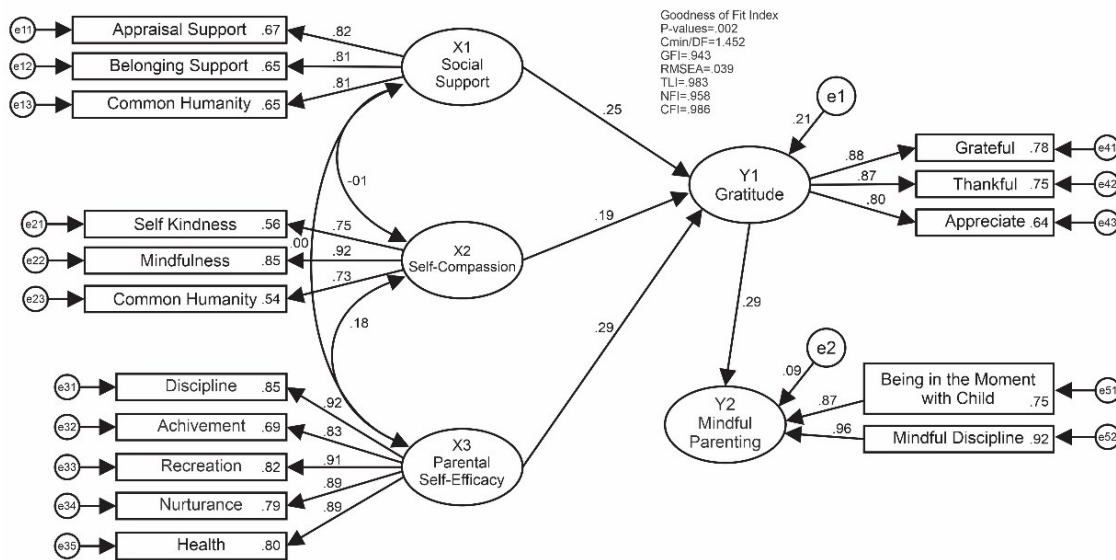 Goodness of Fit Index
P-values=.002
Cmin/DF=1.452
GFI=.943
RMSEA=.039
TLI=.983
NFI=.958
CFI=.986
e11
Appraisal Support .67
.82
e12
Belonging Support .65
.81
e13
Common Humanity .65
.81
X1
Social
Support
.25
-01
.00
e21
Self Kindness .56
.75
e22
Mindfulness .85
.92
e23
Common Humanity .54
.73
X2
Self-Compassion
.19
.18
e31
Discipline .85
.92
e32
Achivement .69
.83
e33
Recreation .82
.91
e34
Nurturance .79
.89
e35
Health .80
.89
X3
Parental
Self-Efficacy
.29
e1
.21
Y1
Gratitude
.88
Grateful .78
e41
.87
Thankful .75
e42
.80
Appreciate .64
e43
.29
e2
.09
Y2
Mindful
Parenting
.87
Being in the Moment
with Child
.75
e51
.96
Mindful Discipline .92
e52